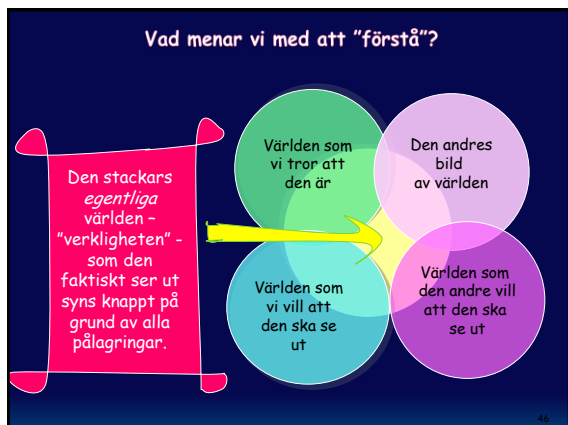 Vad menar vi med att ”förstå”?
Den stackars
egentliga
världen –
”verkligheten” -
som den
faktiskt ser ut
syns knappt på
grund av alla
pålagringar.
Världen som
vi tror att
den är
Den andres
bild
av världen
Världen som
vi vill att
den ska se
ut
Världen som
den andre vill
att den ska
se ut
46